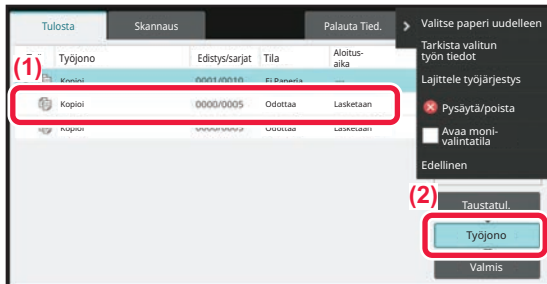 Tulosta
Skannaus
Palauta Tied.
Valitse paperi uudelleen
Tarkista valitun
työn tiedot
Lajittele työjärjestys
Pysäytä/poista
Avaa moni-
valintatila
Edellinen
Työjono
Edistys/sarjat
Tila
Aloitus-
aika
(1)
Kopioi
0001/0010
Ei Paperia
Kopioi
0000/0005
Odottaa
Lasketaan
Kopioi
0000/0005
Odottaa
Lasketaan
(2)
Taustatul.
Työjono
Valmis